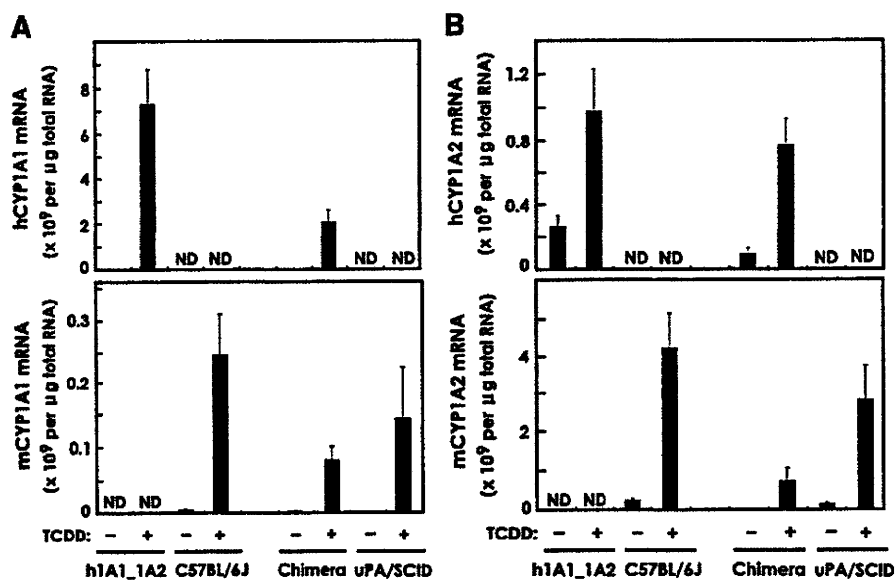 A
hCYP1A1 mRNA
(x 10⁹ per µg total RNA)
8
6
4
2
0
ND ND
ND ND
mCYP1A1 mRNA
(x 10⁹ per µg total RNA)
0.3
0.2
0.1
0
ND ND
TCDD: − + − + − + − +
h1A1_1A2 C57BL/6J Chimera uPA/SCID
B
hCYP1A2 mRNA
(x 10⁹ per µg total RNA)
1.2
0.8
0.4
0
ND ND
ND ND
mCYP1A2 mRNA
(x 10⁹ per µg total RNA)
4
2
0
ND ND
TCDD: − + − + − + − +
h1A1_1A2 C57BL/6J Chimera uPA/SCID